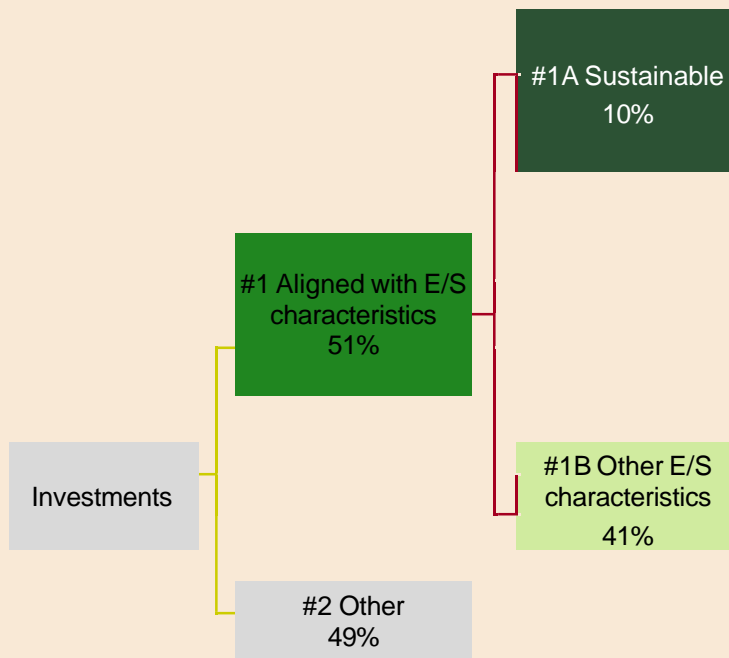 #1A Sustainable
10%
#1 Aligned with E/S
characteristics
51%
Investments
#1B Other E/S
characteristics
41%
#2 Other
49%